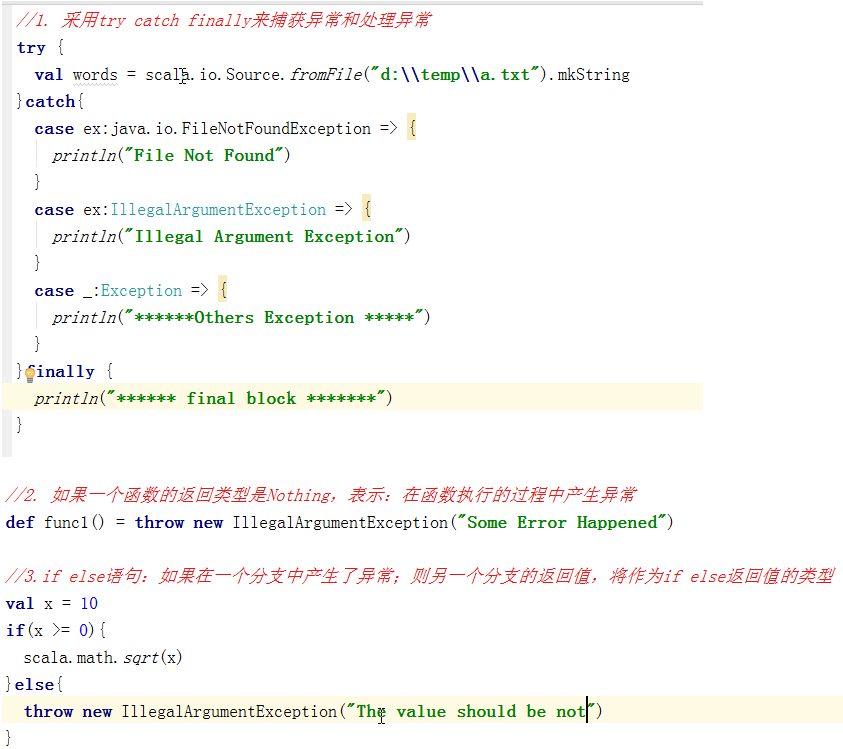 //1. 采用try catch finally来捕获异常和处理异常
try {
val words = scala.io.Source.fromFile("d:\\temp\\a.txt").mkString
}catch{
case ex:java.io.FileNotFoundException => {
println("File Not Found")
}
case ex:IllegalArgumentException => {
println("Illegal Argument Exception")
}
case _:Exception => {
println("******Others Exception *****")
}
}finally {
println("****** final block *******")
}
//2. 如果一个函数的返回类型是Nothing，表示：在函数执行的过程中产生异常
def func1() = throw new IllegalArgumentException("Some Error Happened")
//3.if else语句：如果在一个分支中产生了异常；则另一个分支的返回值，将作为if else返回值的类型
val x = 10
if(x >= 0){
scala.math.sqrt(x)
}else{
throw new IllegalArgumentException("The value should be not")
}